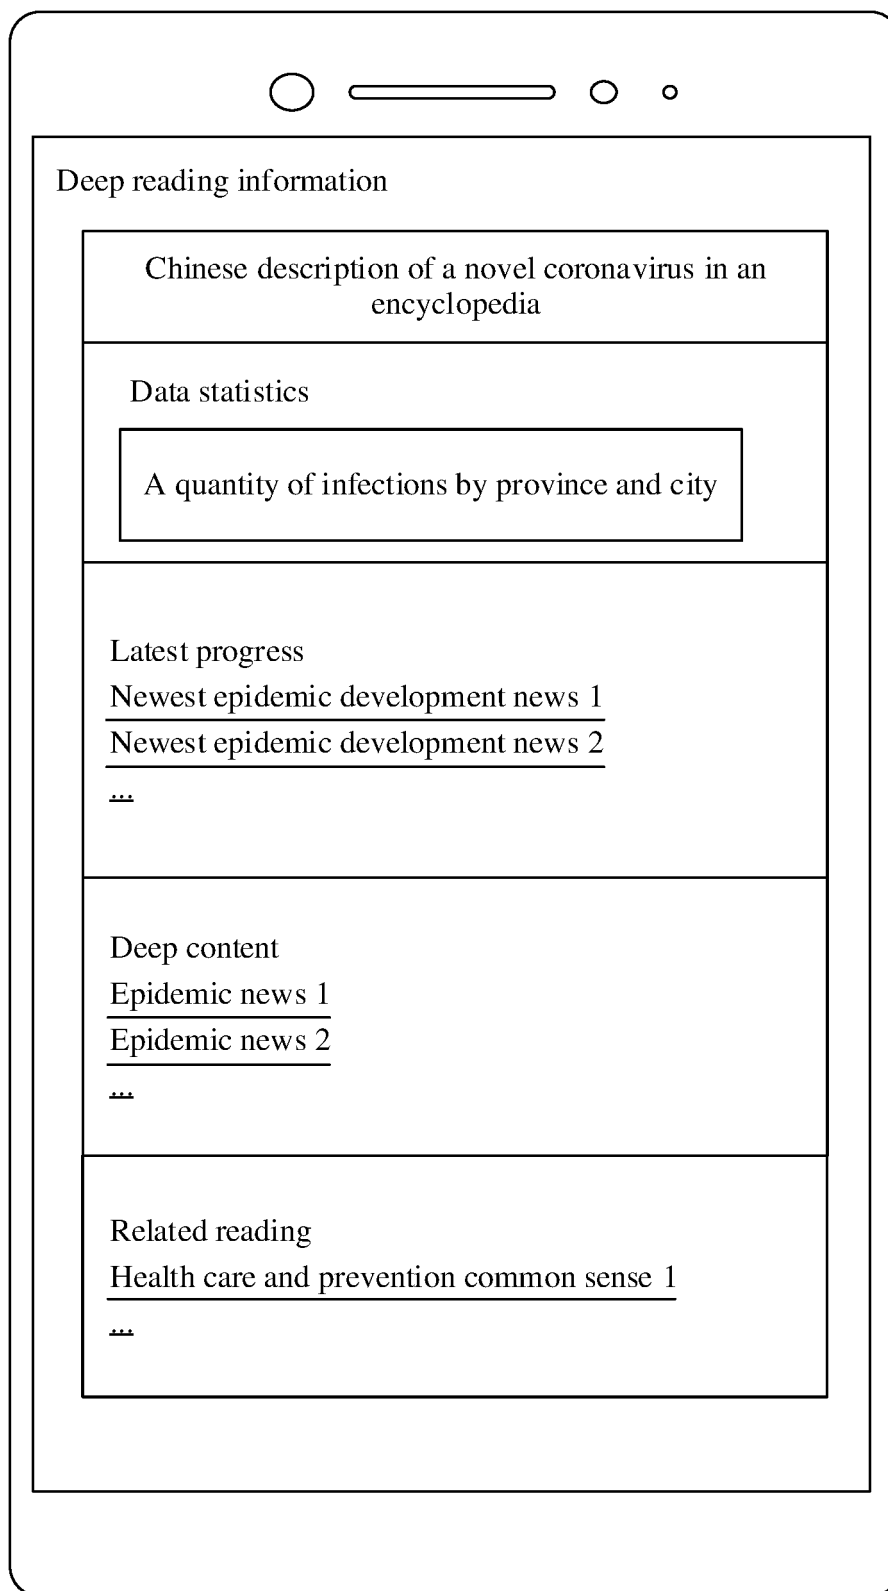 Deep reading information
Chinese description of a novel coronavirus in an
encyclopedia
Data statistics
A quantity of infections by province and city
Latest progress
Newest epidemic development news 1
Newest epidemic development news 2
...
Deep content
Epidemic news 1
Epidemic news 2
...
Related reading
Health care and prevention common sense 1
...